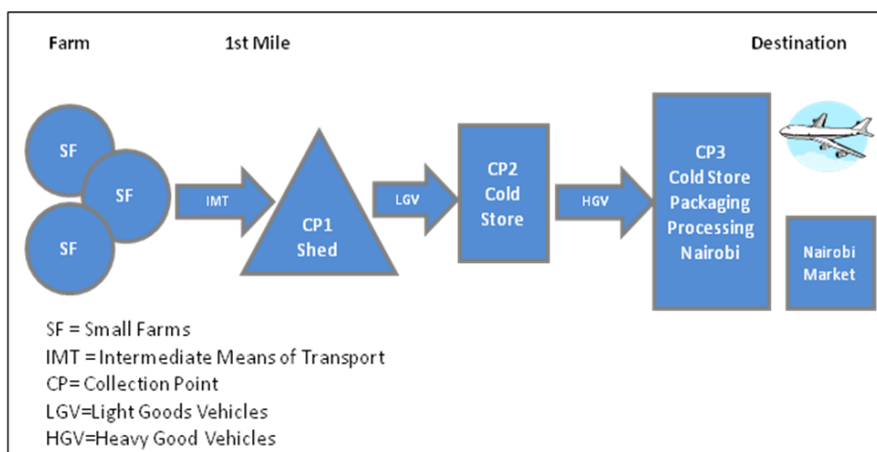 Farm
1st Mile
Destination
SF
SF
SF
IMT
CP1
Shed
LGV
CP2
Cold
Store
HGV
CP3
Cold Store
Packaging
Processing
Nairobi
Nairobi
Market
SF = Small Farms
IMT = Intermediate Means of Transport
CP= Collection Point
LGV=Light Goods Vehicles
HGV=Heavy Good Vehicles